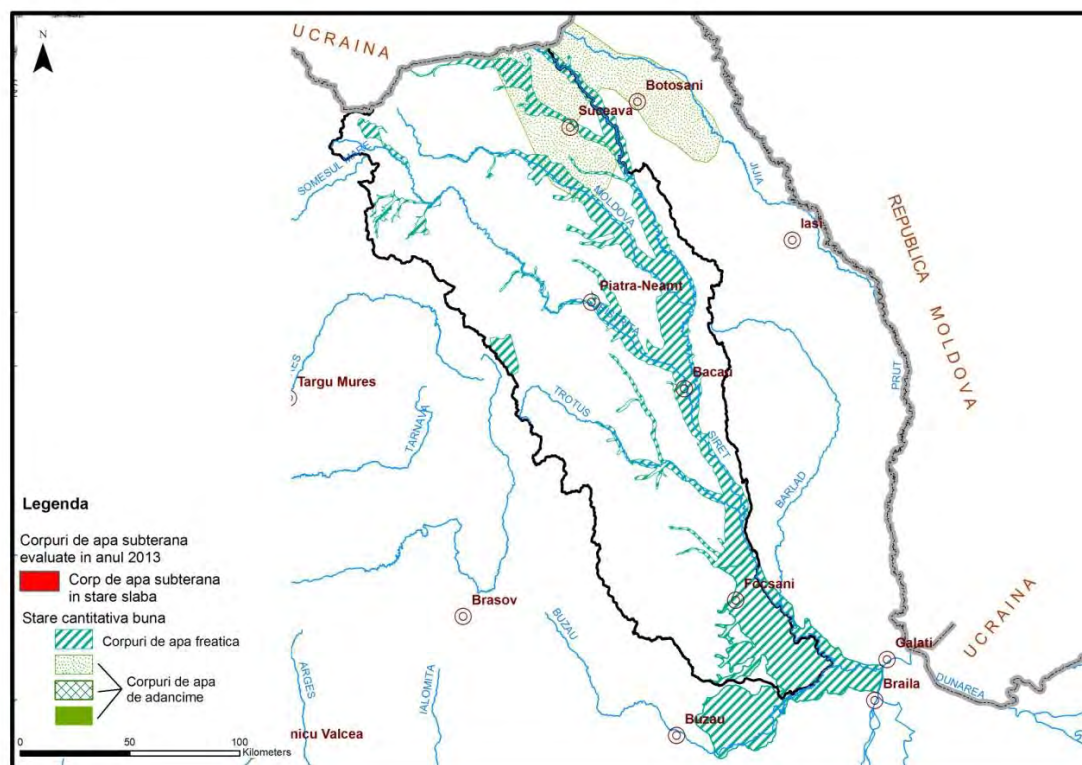 N
UCRAINA
Botosani
Suceava
SOMESUL MARE
JIJIA
MOLDOVA
Iasi
REPUBLICA MOLDOVA
Piatra-Neamt
BISTRITA
PRUT
Targu Mures
Bacau
TROTUS
TARNAVA
SIRET
BARLAD
Legenda
Corpuri de apa subterana
evaluate in anul 2013
Corp de apa subterana
in stare slaba
Stare cantitativa buna
Corpuri de apa freatica
Corpuri de apa
de adancime
0 50 100
Kilometers
Brasov
Focsani
BUZAU
UCRAINA
Galati
DUNAREA
Braila
ARGES
IALOMITA
Buzau
nicu Valcea